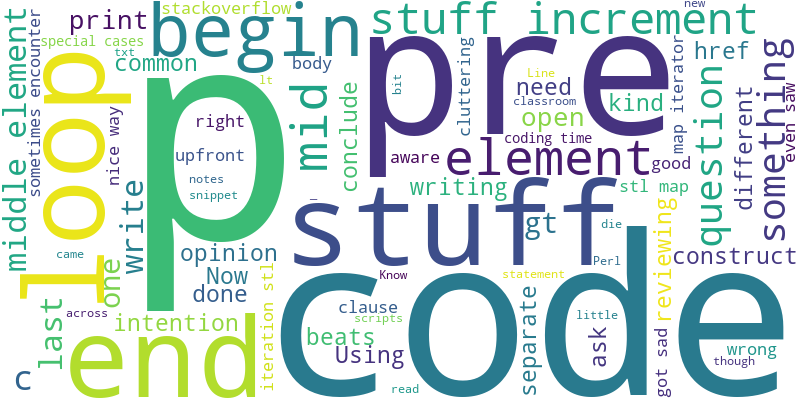 stackoverflow
new
print
begin
stuff increment
special cases
txt
common
body
middle element
sometimes encounter
loop
lt
mid
conclude
cluttering
bit
pre
Line
need
classroom
kind
open
coding time
map iterator
href
question
different
something
even saw
nice way
p
right
upfront
notes
snippet
aware
element
good
writing
stl map
write
_
stuff
gt
die
Perl
reviewing
construct
came
one
opinion
Now
done
iteration stl
Know
statement
code
across
last
intention
end
c
clause
scripts
beats
Using
read
separate
little
ask
got sad
wrong
though